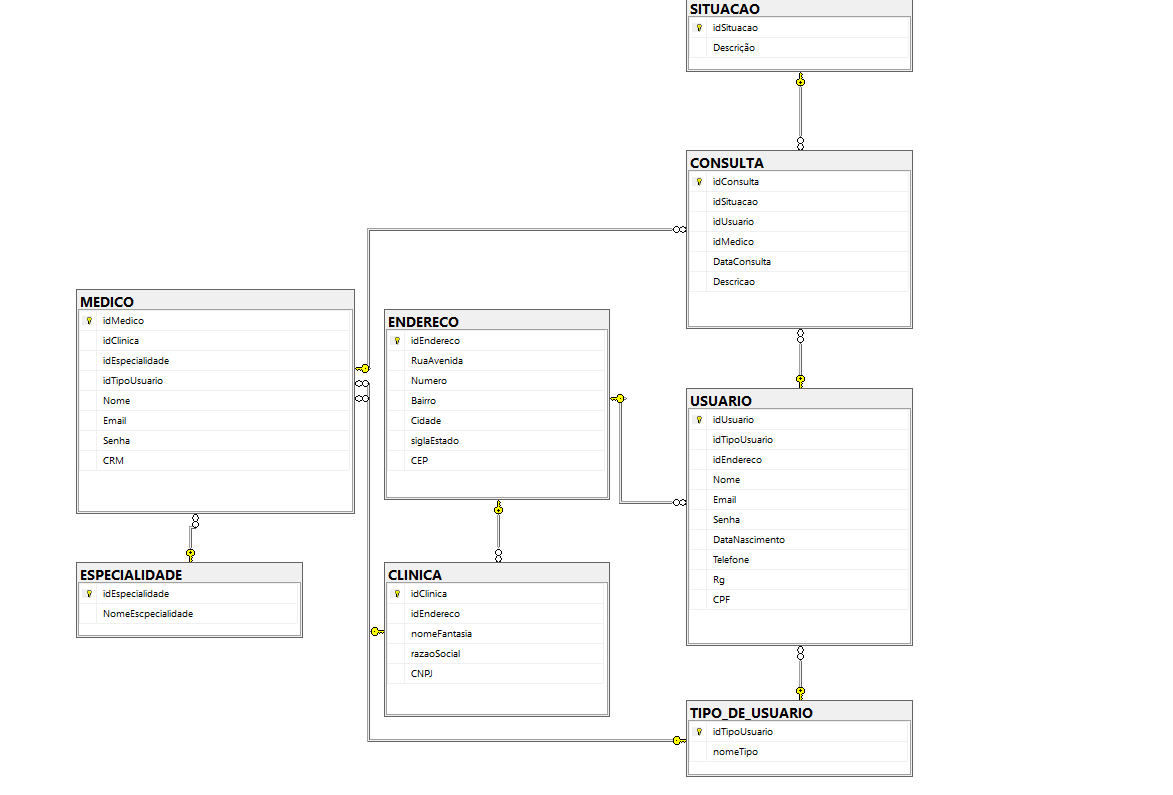 SITUACAO
idSituacao
Descrição
CONSULTA
idConsulta
idSituacao
idUsuario
idMedico
DataConsulta
Descricao
MEDICO
idMedico
idClinica
idEspecialidade
idTipoUsuario
Nome
Email
Senha
CRM
ENDERECO
idEndereco
RuaAvenida
Numero
Bairro
Cidade
siglaEstado
CEP
USUARIO
idUsuario
idTipoUsuario
idEndereco
Nome
Email
Senha
DataNascimento
Telefone
Rg
CPF
ESPECIALIDADE
idEspecialidade
NomeEscpecialidade
CLINICA
idClinica
idEndereco
nomeFantasia
razaoSocial
CNPJ
TIPO_DE_USUARIO
idTipoUsuario
nomeTipo